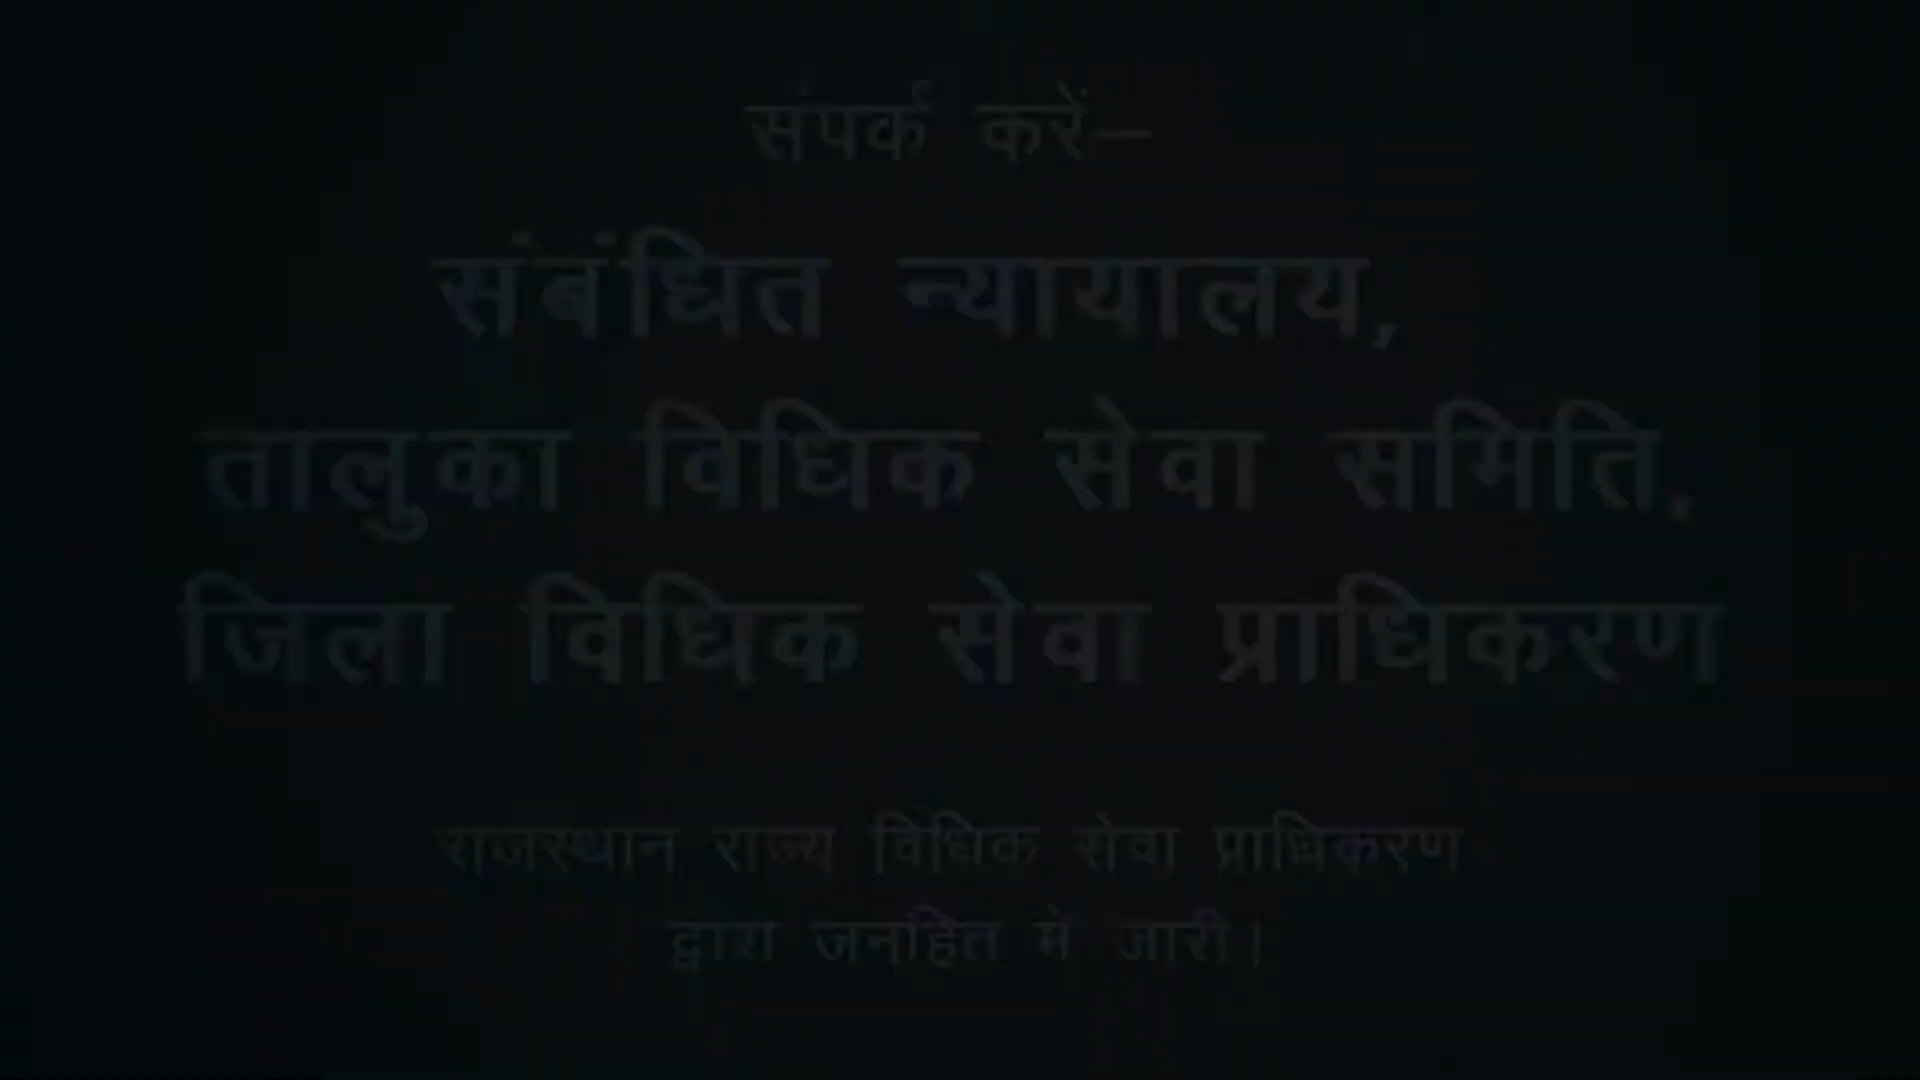 संपर्क करें—
संबंधित न्यायालय,
तालुका विधिक सेवा समिति,
जिला विधिक सेवा प्राधिकरण
राजस्थान राज्य विधिक सेवा प्राधिकरण
द्वारा जनहित में जारी।